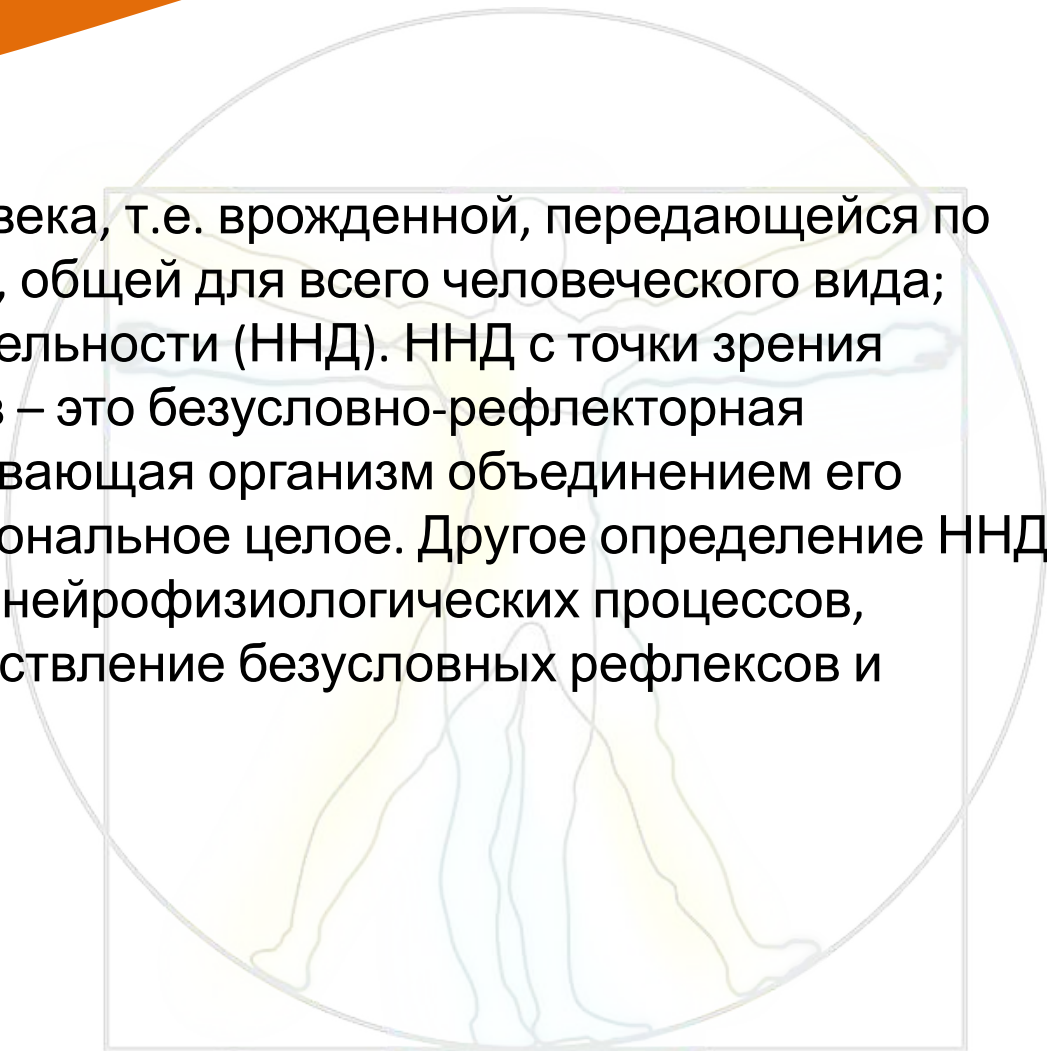 века, т.е. врожденной, передающейся по
, общей для всего человеческого вида;
ельности (ННД). ННД с точки зрения
в – это безусловно-рефлекторная
вающая организм объединением его
ональное целое. Другое определение ННД
нейрофизиологических процессов,
ствление безусловных рефлексов и